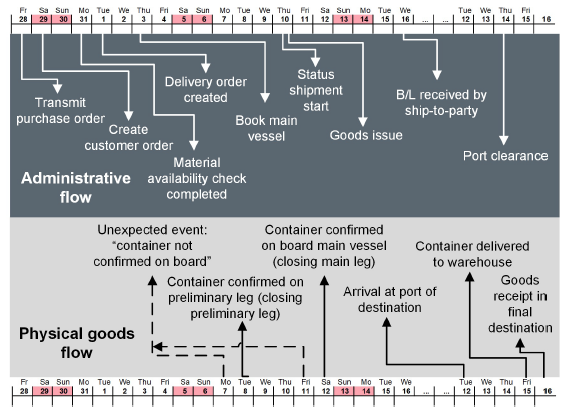 Fr Sa Sun Mo Tue We Thu Fr Sa Sun Mo Tue We Thu Fr Sa Sun Mo Tue We Tue We Thu Fr
28 29 30 31 1 2 3 4 5 6 7 8 9 10 11 12 13 14 15 16 ... ... 12 13 14 15 16
Transmit
purchase order
Create
customer order
Material
availability check
completed
Delivery order
created
Book main
vessel
Status
shipment
start
Goods issue
B/L received by
ship-to-party
Port clearance
Administrative
flow
Unexpected event:
“container not
confirmed on board”
Container confirmed on
preliminary leg (closing
preliminary leg)
Container confirmed
on board main vessel
(closing main leg)
Arrival at port of
destination
Container delivered
to warehouse
Goods
receipt in
final
destination
Physical goods
flow
Fr Sa Sun Mo Tue We Thu Fr Sa Sun Mo Tue We Thu Fr Sa Sun Mo Tue We Tue We Thu Fr
28 29 30 31 1 2 3 4 5 6 7 8 9 10 11 12 13 14 15 16 ... ... 12 13 14 15 16